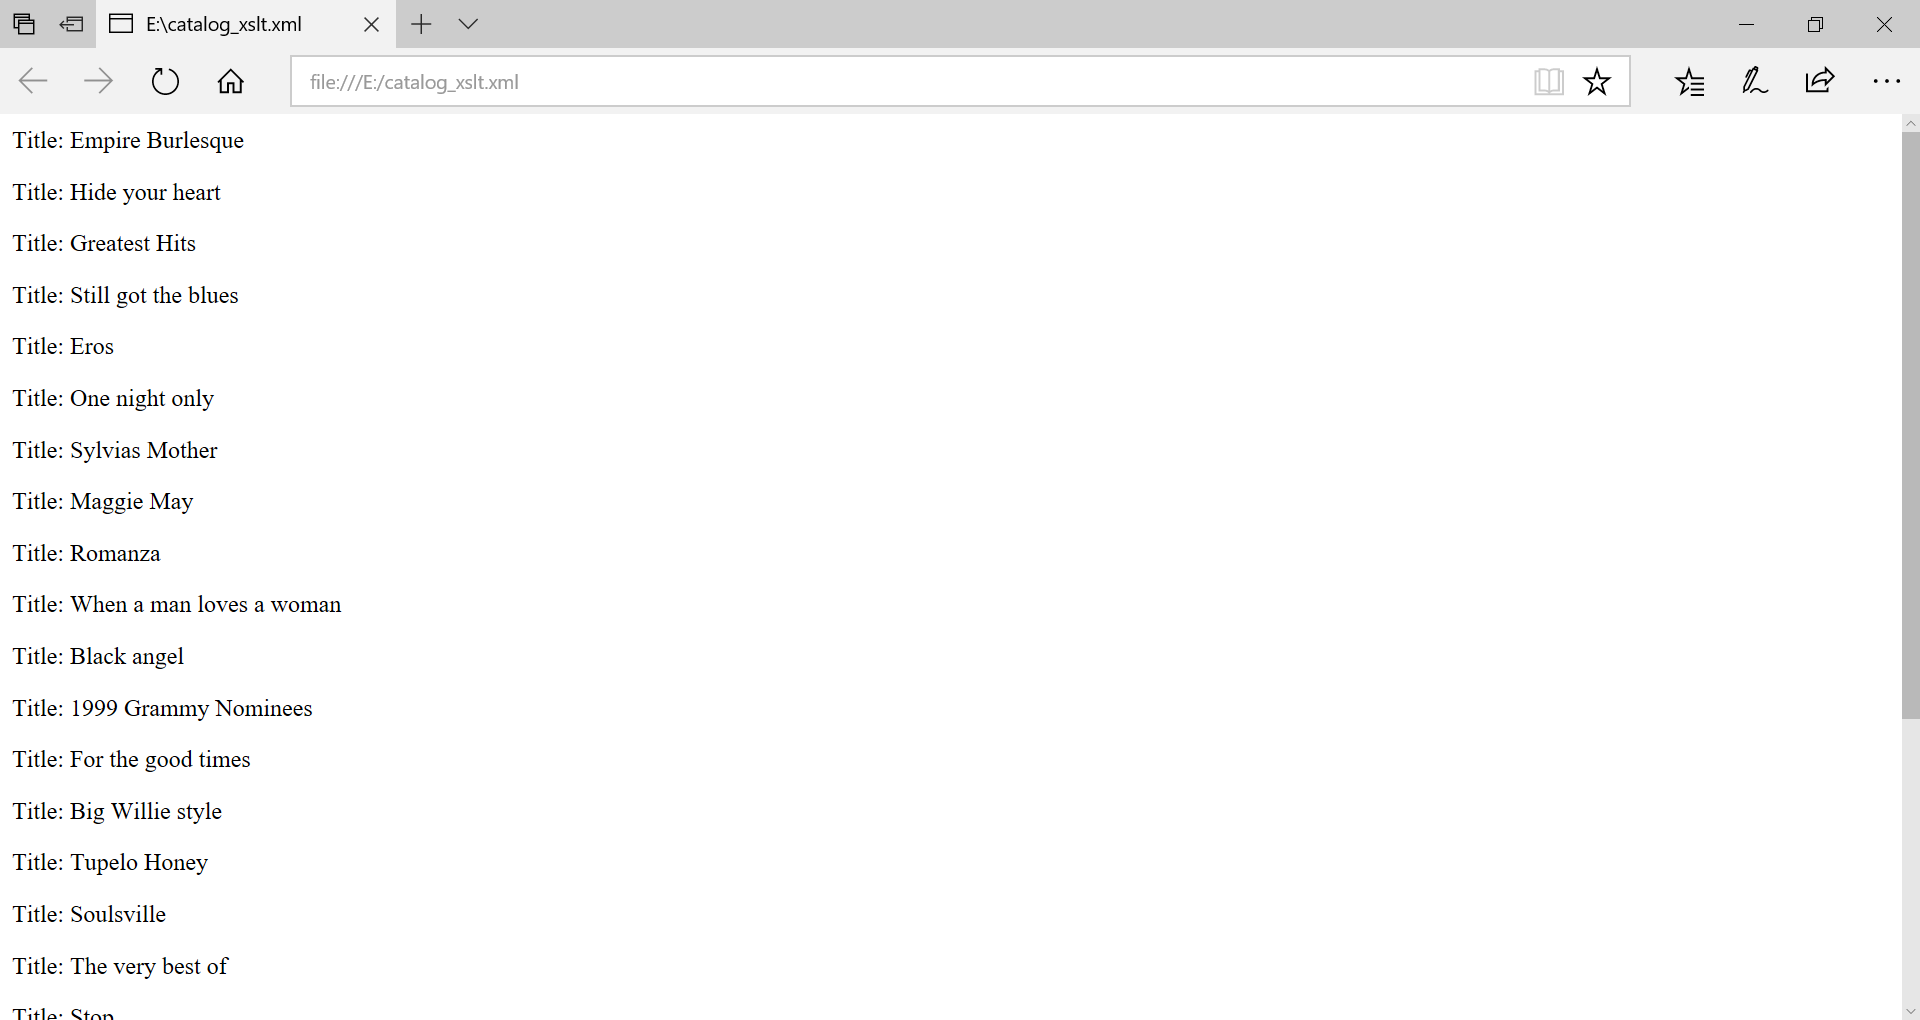 E:\catalog_xslt.xml
file:///E:/catalog_xslt.xml
Title: Empire Burlesque
Title: Hide your heart
Title: Greatest Hits
Title: Still got the blues
Title: Eros
Title: One night only
Title: Sylvias Mother
Title: Maggie May
Title: Romanza
Title: When a man loves a woman
Title: Black angel
Title: 1999 Grammy Nominees
Title: For the good times
Title: Big Willie style
Title: Tupelo Honey
Title: Soulsville
Title: The very best of
Title: Stop